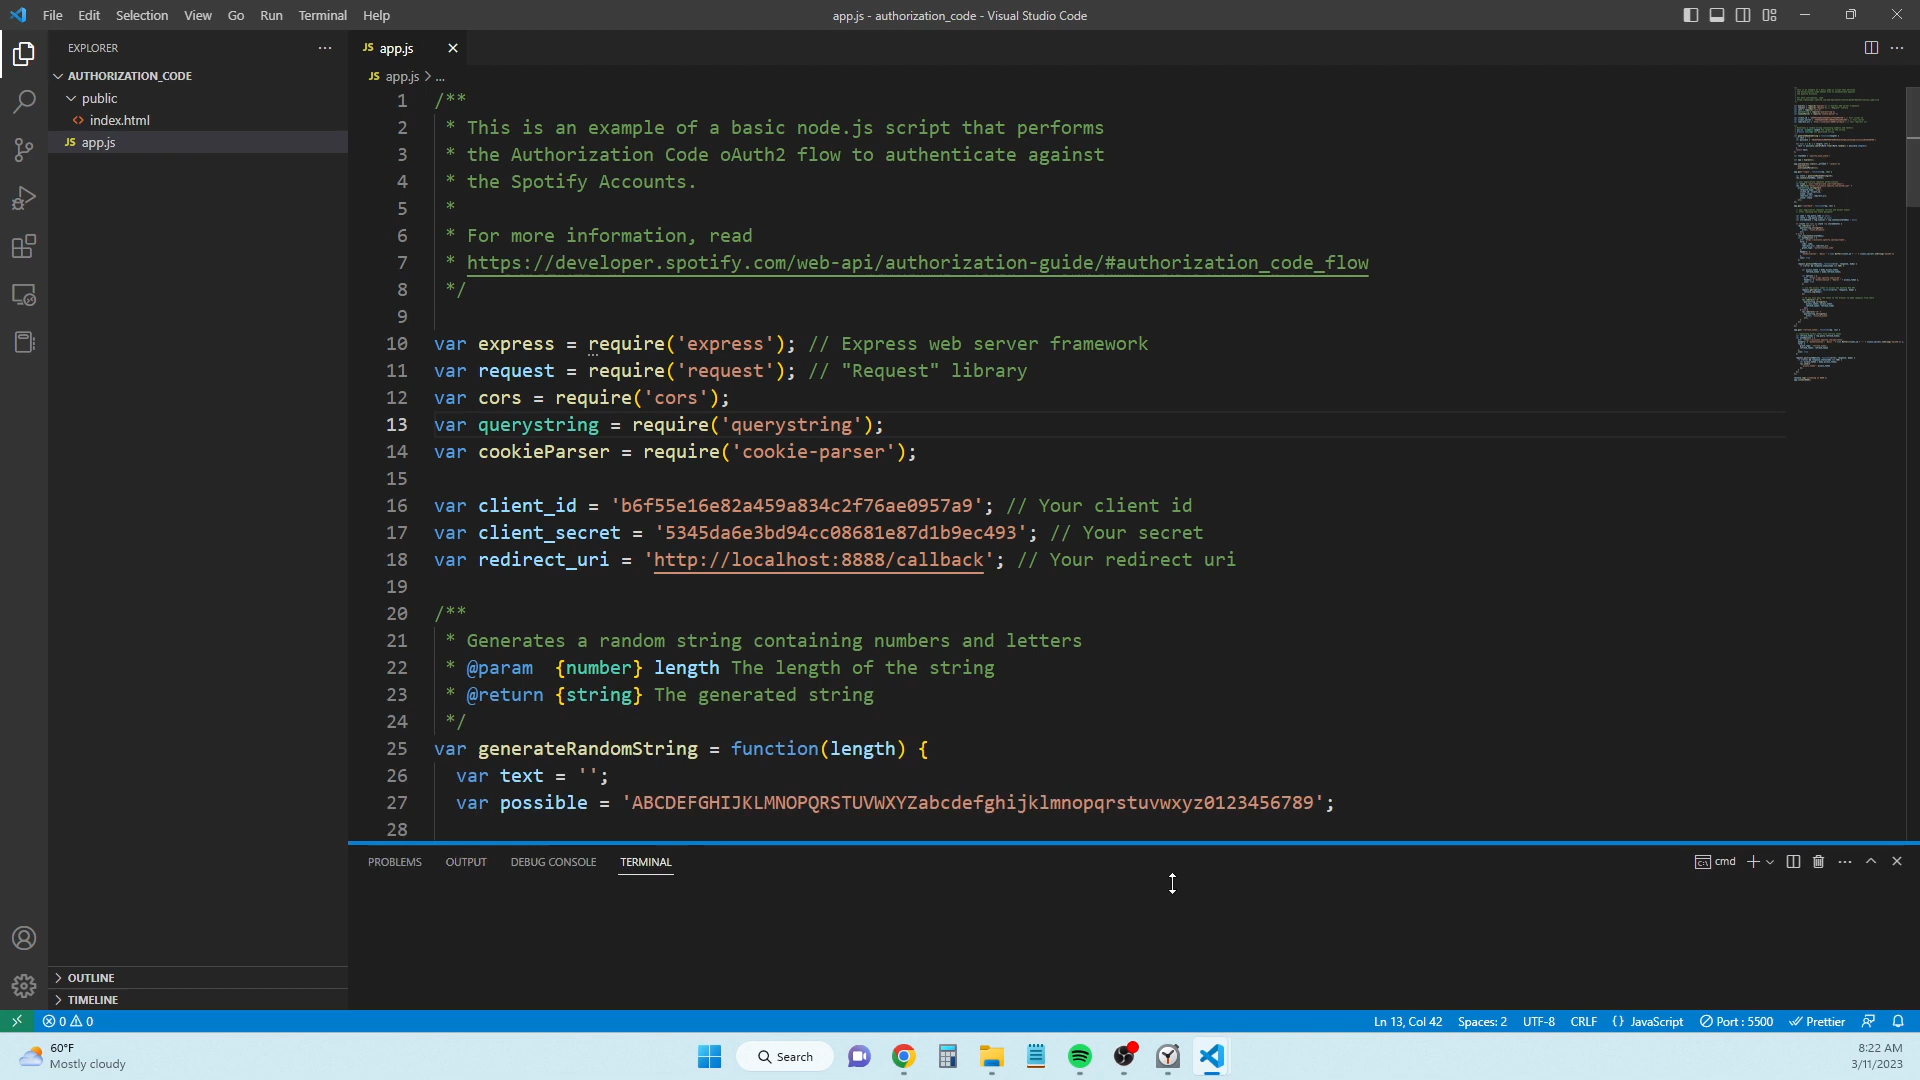 File Edit Selection View Go Run Terminal Help
app.js - authorization_code - Visual Studio Code
EXPLORER
AUTHORIZATION_CODE
public
index.html
JS app.js
JS app.js
JS app.js > ...
1 /**
2 * This is an example of a basic node.js script that performs
3 * the Authorization Code oAuth2 flow to authenticate against
4 * the Spotify Accounts.
5 *
6 * For more information, read
7 * https://developer.spotify.com/web-api/authorization-guide/#authorization_code_flow
8 */
9
10 var express = require('express'); // Express web server framework
11 var request = require('request'); // "Request" library
12 var cors = require('cors');
13 var querystring = require('querystring');
14 var cookieParser = require('cookie-parser');
15
16 var client_id = 'b6f55e16e82a459a834c2f76ae0957a9'; // Your client id
17 var client_secret = '5345da6e3bd94cc08681e87d1b9ec493'; // Your secret
18 var redirect_uri = 'http://localhost:8888/callback'; // Your redirect uri
19
20 /**
21 * Generates a random string containing numbers and letters
22 * @param {number} length The length of the string
23 * @return {string} The generated string
24 */
25 var generateRandomString = function(length) {
26 var text = '';
27 var possible = 'ABCDEFGHIJKLMNOPQRSTUVWXYZabcdefghijklmnopqrstuvwxyz0123456789';
28
PROBLEMS OUTPUT DEBUG CONSOLE TERMINAL
cmd
OUTLINE
TIMELINE
0 0
Ln 13, Col 42 Spaces: 2 UTF-8 CRLF {} JavaScript Port : 5500 Prettier
60°F
Mostly cloudy
Search
8:22 AM
3/11/2023